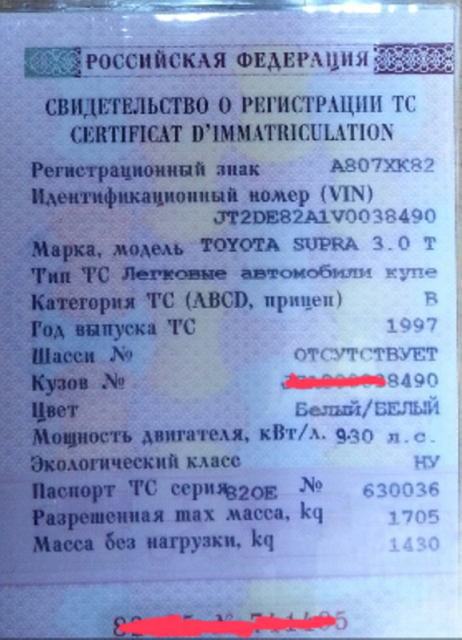 РОССИЙСКАЯ ФЕДЕРАЦИЯ
СВИДЕТЕЛЬСТВО О РЕГИСТРАЦИИ ТС
CERTIFICAT D'IMMATRICULATION
Регистрационный знак А807ХК82
Идентификационный номер (VIN)
JT2DE82A1V0038490
Марка, модель TOYOTA SUPRA 3.0 T
Тип ТС Легковые автомобили купе
Категория ТС (ABCD, прицеп) B
Год выпуска ТС 1997
Шасси № ОТСУТСТВУЕТ
Кузов № 8490
Цвет Белый/БЕЛЫЙ
Мощность двигателя, кВт/л. 930 л.с.
Экологический класс НУ
Паспорт ТС серия 82ОЕ № 630036
Разрешенная max масса, kg 1705
Масса без нагрузки, kg 1430